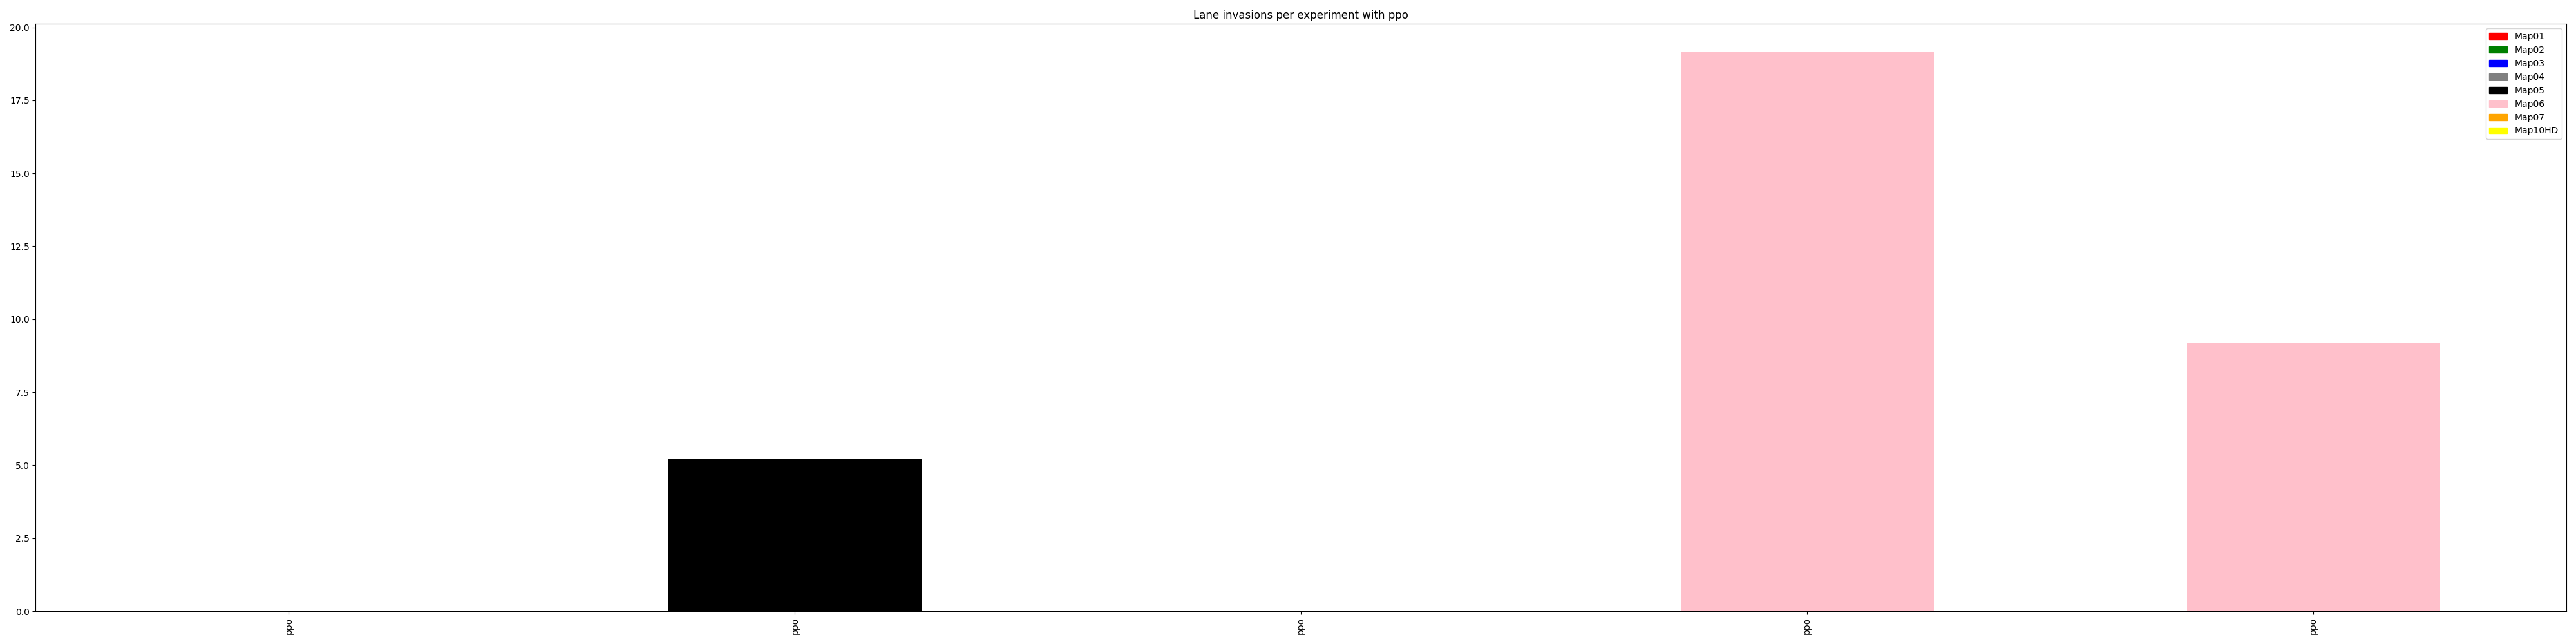 Lane invasions per experiment with ppo
20.0
17.5
15.0
12.5
10.0
7.5
5.0
2.5
0.0
Map01
Map02
Map03
Map04
Map05
Map06
Map07
Map10HD
ppo
ppo
ppo
ppo
ppo